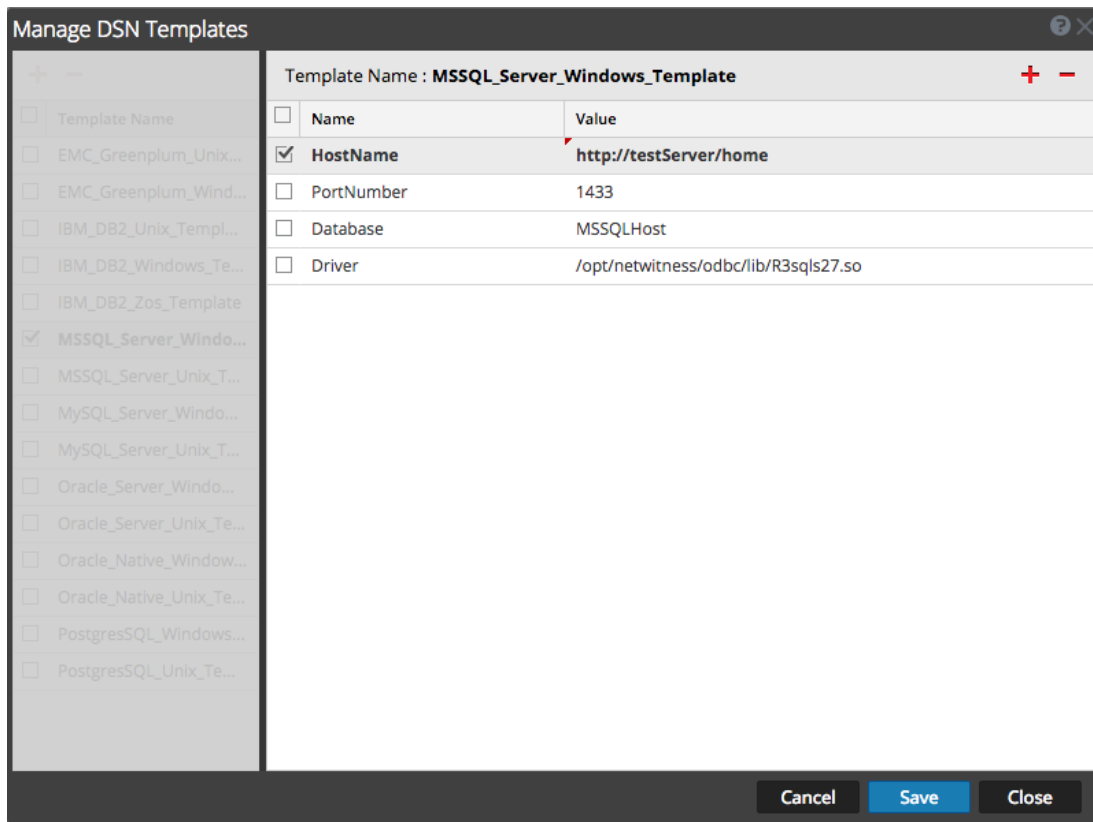 Manage DSN Templates
Template Name
EMC_Greenplum_Unix...
EMC_Greenplum_Wind...
IBM_DB2_Unix_Templ...
IBM_DB2_Windows_Te...
IBM_DB2_Zos_Template
MSSQL_Server_Windo...
MSSQL_Server_Unix_T...
MySQL_Server_Windo...
MySQL_Server_Unix_T...
Oracle_Server_Windo...
Oracle_Server_Unix_Te...
Oracle_Native_Window...
Oracle_Native_Unix_Te...
PostgresSQL_Windows...
PostgresSQL_Unix_Te...
Template Name : MSSQL_Server_Windows_Template
Name Value
HostName http://testServer/home
PortNumber 1433
Database MSSQLHost
Driver /opt/netwitness/odbc/lib/R3sqls27.so
Cancel Save Close